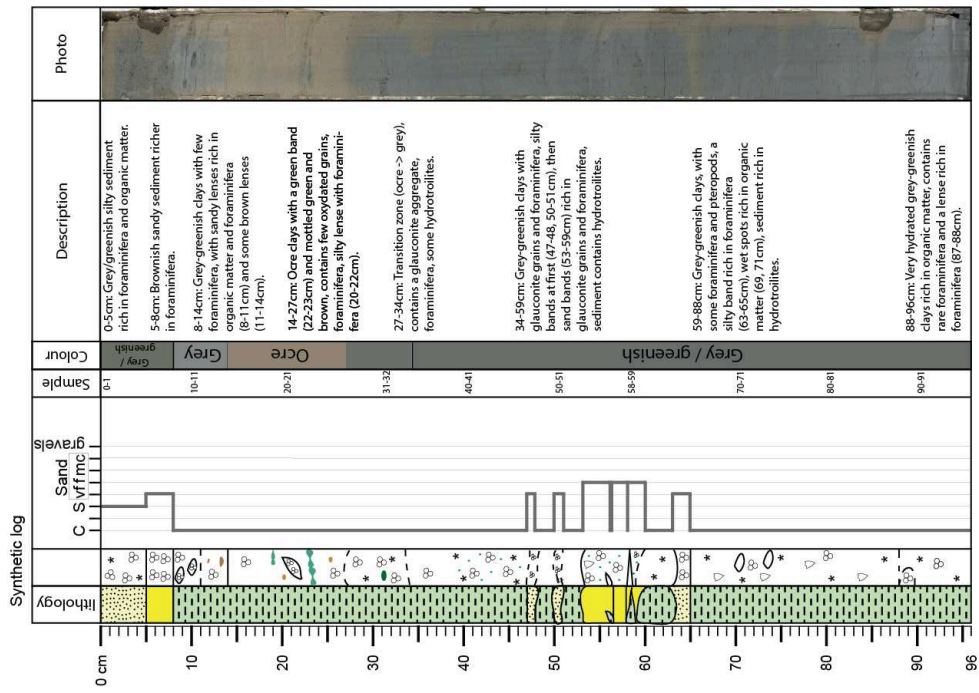 Synthetic log
lithology
C
S
vf
f
m
c
Sand
gravels
Sample
Colour
Description
Photo
0 cm
10
20
30
40
50
60
70
80
90
96
0-1
10-11
20-21
31-32
40-41
50-51
58-59
70-71
80-81
90-91
Grey /
greenish
Grey
Ocre
Grey / greenish
0-5cm: Grey/greenish silty sediment
rich in foraminifera and organic matter.
5-8cm: Brownish sandy sediment richer
in foraminifera.
8-14cm: Grey-greenish clays with few
foraminifera, with sandy lenses rich in
organic matter and foraminifera
(8-11cm) and some brown lenses
(11-14cm).
14-27cm: Ocre clays with a green band
(22-23cm) and mottled green and
brown, contains few oxydated grains,
foraminifera, silty lense with foramini-
fera (20-22cm).
27-34cm: Transition zone (ocre -> grey),
contains a glauconite aggregate,
foraminifera, some hydrotroilites.
34-59cm: Grey-greenish clays with
glauconite grains and foraminifera, silty
bands at first (47-48, 50-51cm), then
sand bands (53-59cm) rich in
glauconite grains and foraminifera,
sediment contains hydrotroilites.
59-88cm: Grey-greenish clays, with
some foraminifera and pteropods, a
silty band rich in foraminifera
(63-65cm), wet spots rich in organic
matter (69, 71cm), sediment rich in
hydrotroilites.
88-96cm: Very hydrated grey-greenish
clays rich in organic matter, contains
rare foraminifera and a lense rich in
foraminifera (87-88cm).